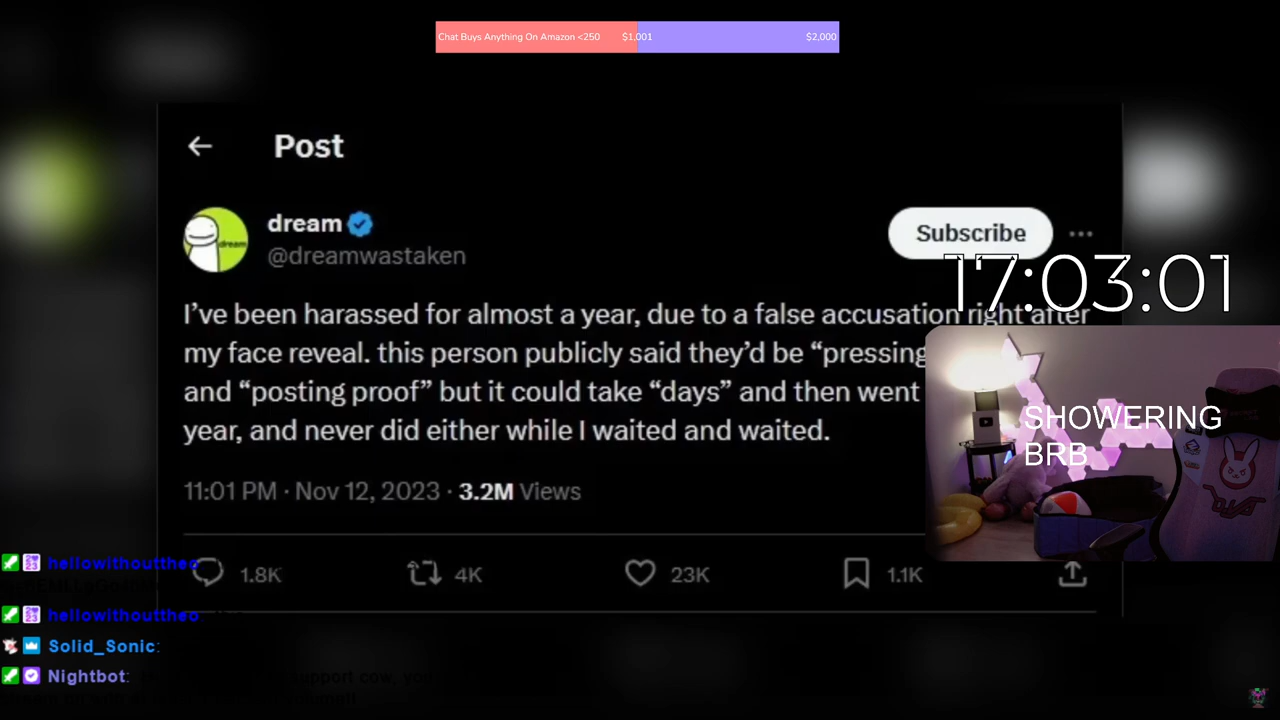 Chat Buys Anything On Amazon <250 $1,001 $2,000
Post
dream
@dreamwastaken
Subscribe
17:03:01
I’ve been harassed for almost a year, due to a false accusation right after
my face reveal. this person publicly said they’d be “pressing
and “posting proof” but it could take “days” and then went
year, and never did either while I waited and waited.
SHOWERING
BRB
11:01 PM · Nov 12, 2023 · 3.2M Views
1.8K 4K 23K 1.1K
hellowithouttheo
hellowithouttheo
Solid_Sonic:
Nightbot: support cow, you